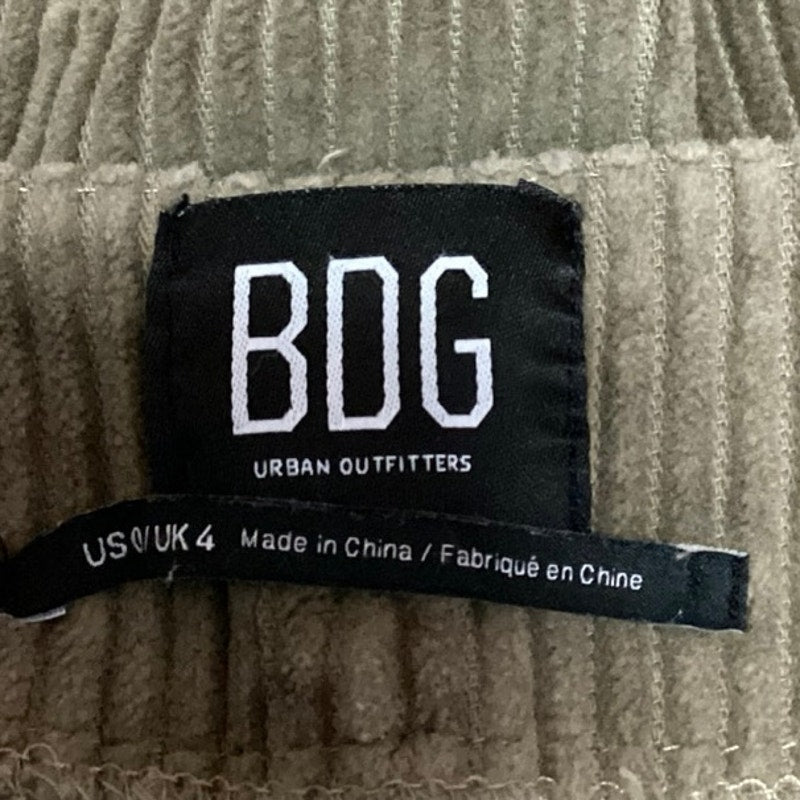 BDG
URBAN OUTFITTERS
US 0/UK 4 Made in China / Fabriqué en Chine